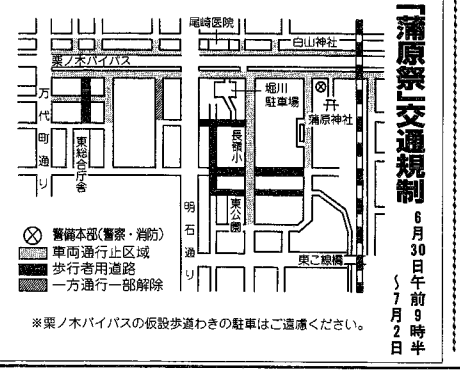 「蒲原祭」交通規制
6月30日午前9時半
～7月2日
尾崎医院
白山神社
栗ノ木バイパス
堀川
駐車場
蒲原神社
万代町通り
東総合庁舎
長嶺小
東公園
明石通り
東こ線橋
警備本部(警察・消防)
車両通行止区域
歩行者用道路
一方通行一部解除
※栗ノ木バイパスの仮設歩道わきの駐車はご遠慮ください。